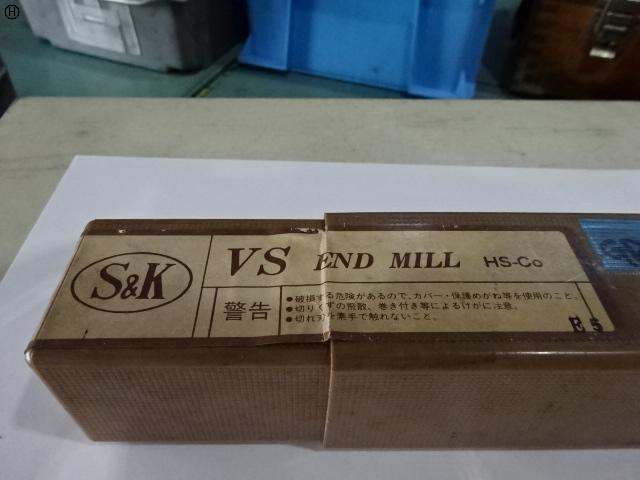 H
S&K
VS END MILL HS-Co
警告
●破損する危険があるので、カバー・保護めがね等を使用のこと。
●切りくずの飛散、巻き付き等によるけがに注意。
●切れ刃を素手で触れないこと。
E 5